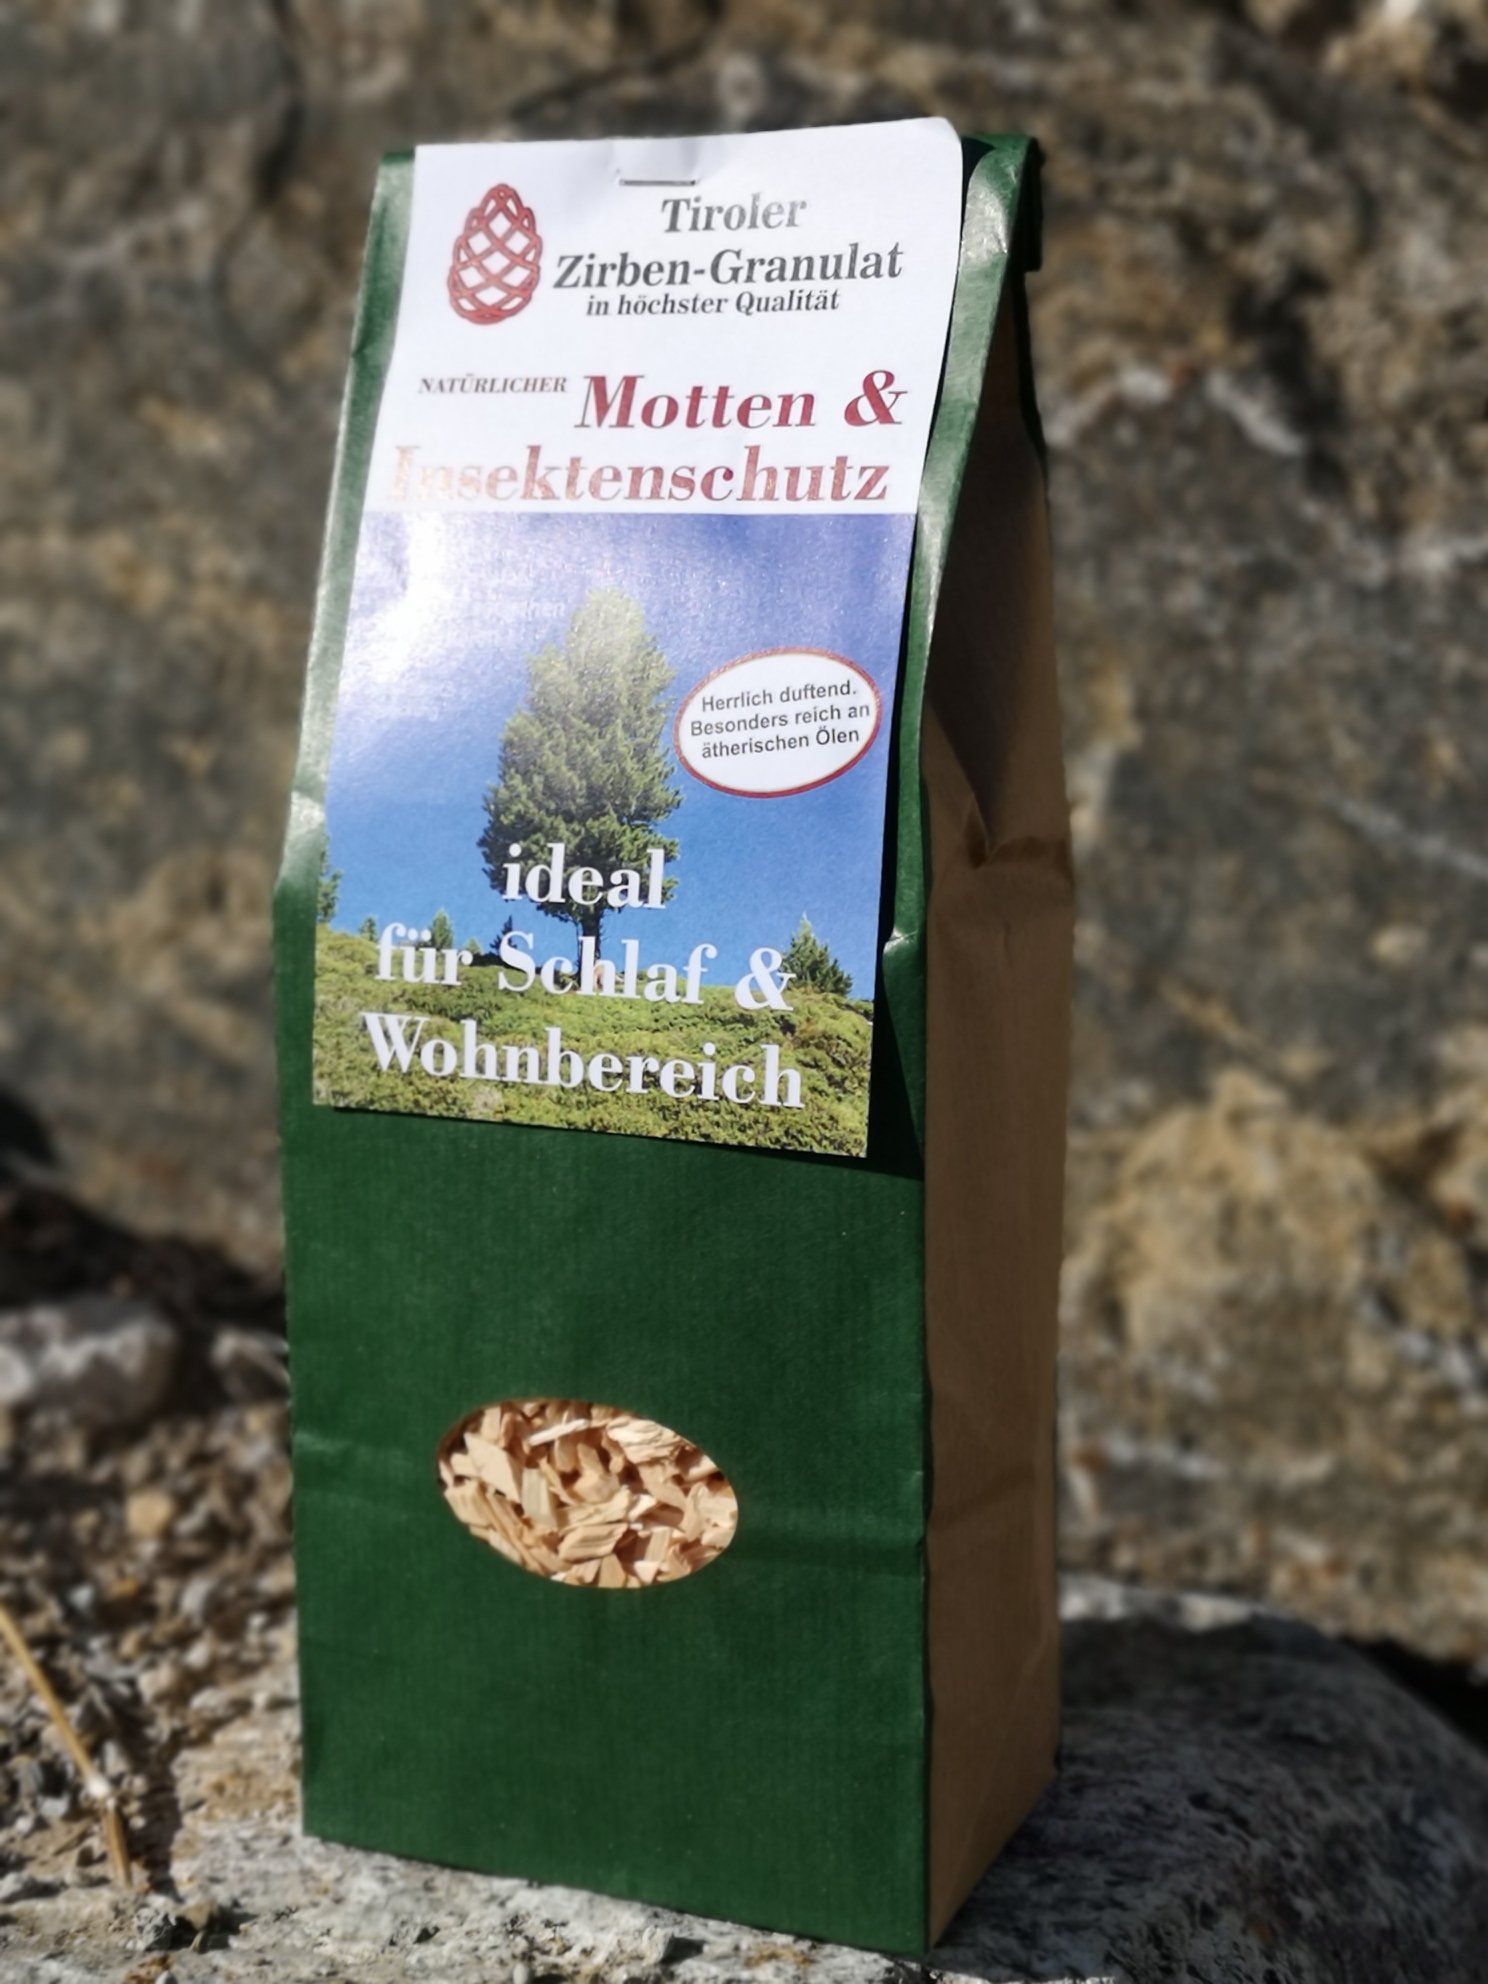 Tiroler
Zirben-Granulat
in höchster Qualität
NATÜRLICHER Motten &
Insektenschutz
Herrlich duftend.
Besonders reich an
ätherischen Ölen
ideal
für Schlaf &
Wohnbereich